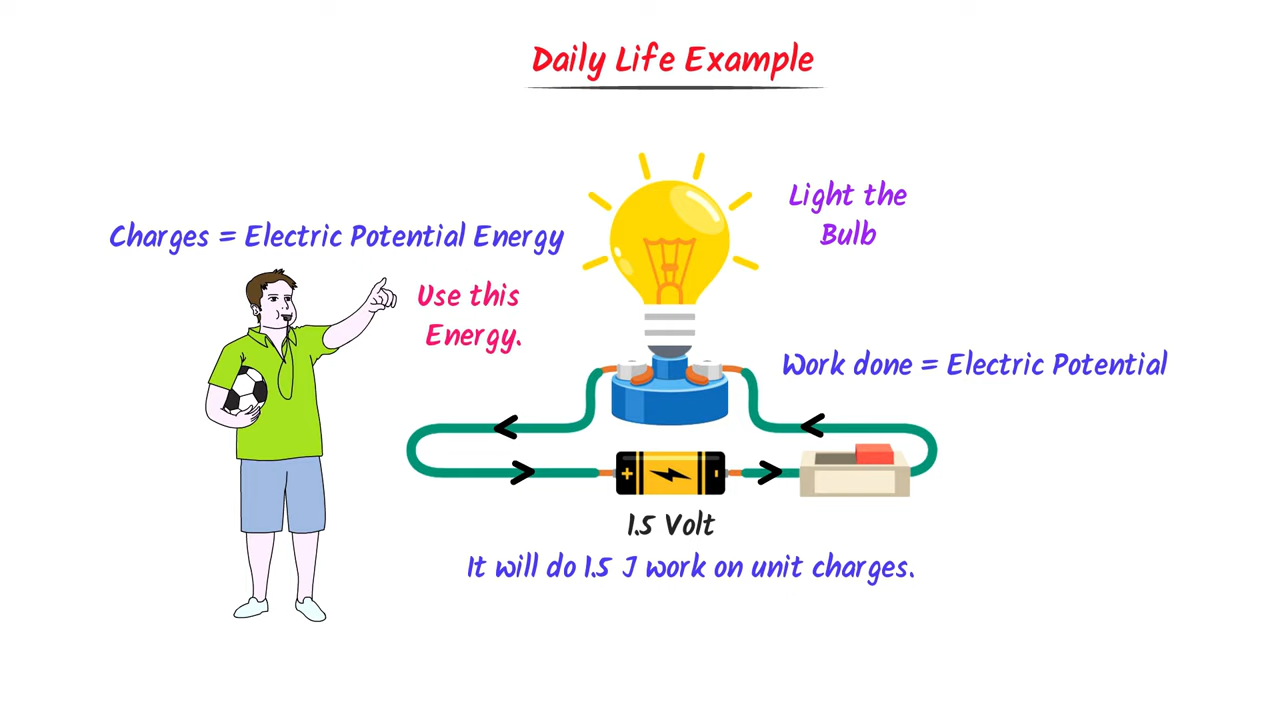 Daily Life Example
Light the
Bulb
Charges = Electric Potential Energy
Use this
Energy.
Work done = Electric Potential
+ -
1.5 Volt
It will do 1.5 J work on unit charges.